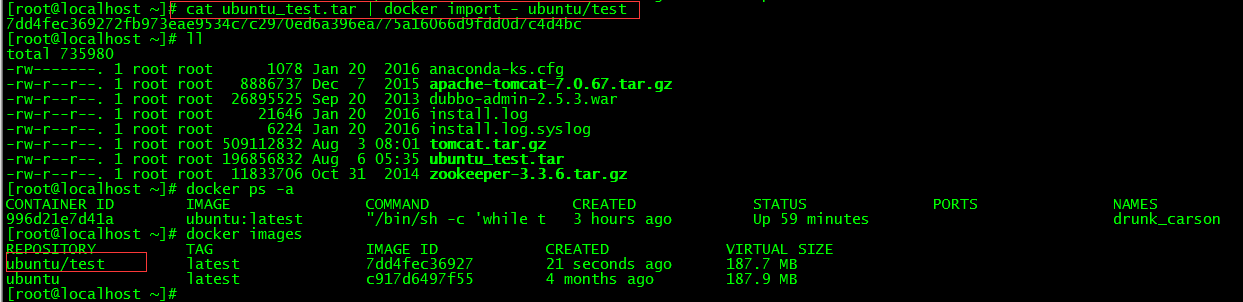 [root@localhost ~]# cat ubuntu_test.tar | docker import - ubuntu/test
7dd4fec369272fb973eae9534c7c2970ed6a396ea775a16066d9fdd0d7c4d4bc
[root@localhost ~]# ll
total 735980
-rw-------. 1 root root      1078 Jan 20  2016 anaconda-ks.cfg
-rw-r--r--. 1 root root   8886737 Dec  7  2015 apache-tomcat-7.0.67.tar.gz
-rw-r--r--. 1 root root  26895525 Sep 20  2013 dubbo-admin-2.5.3.war
-rw-r--r--. 1 root root     21646 Jan 20  2016 install.log
-rw-r--r--. 1 root root      6224 Jan 20  2016 install.log.syslog
-rw-r--r--. 1 root root 509112832 Aug  3 08:01 tomcat.tar.gz
-rw-r--r--. 1 root root 196856832 Aug  6 05:35 ubuntu_test.tar
-rw-r--r--. 1 root root  11833706 Oct 31  2014 zookeeper-3.3.6.tar.gz
[root@localhost ~]# docker ps -a
CONTAINER ID        IMAGE               COMMAND                CREATED             STATUS              PORTS               NAMES
996d21e7d41a        ubuntu:latest       "/bin/sh -c 'while t   3 hours ago         Up 59 minutes                           drunk_carson
[root@localhost ~]# docker images
REPOSITORY          TAG                 IMAGE ID            CREATED             VIRTUAL SIZE
ubuntu/test         latest              7dd4fec36927        21 seconds ago      187.7 MB
ubuntu              latest              c917d6497f55        4 months ago        187.9 MB
[root@localhost ~]#